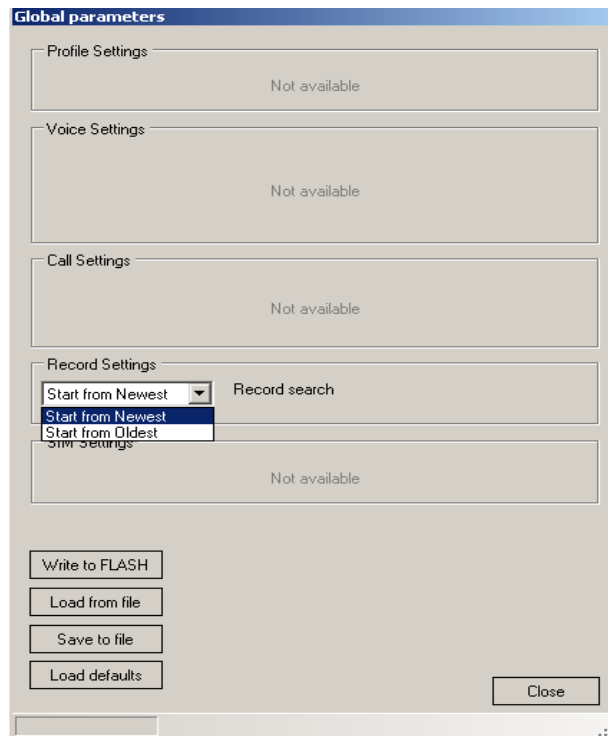 Global parameters
Profile Settings
Not available
Voice Settings
Not available
Call Settings
Not available
Record Settings
Start from Newest
Record search
Start from Newest
Start from Oldest
SIM Settings
Not available
Write to FLASH
Load from file
Save to file
Load defaults
Close